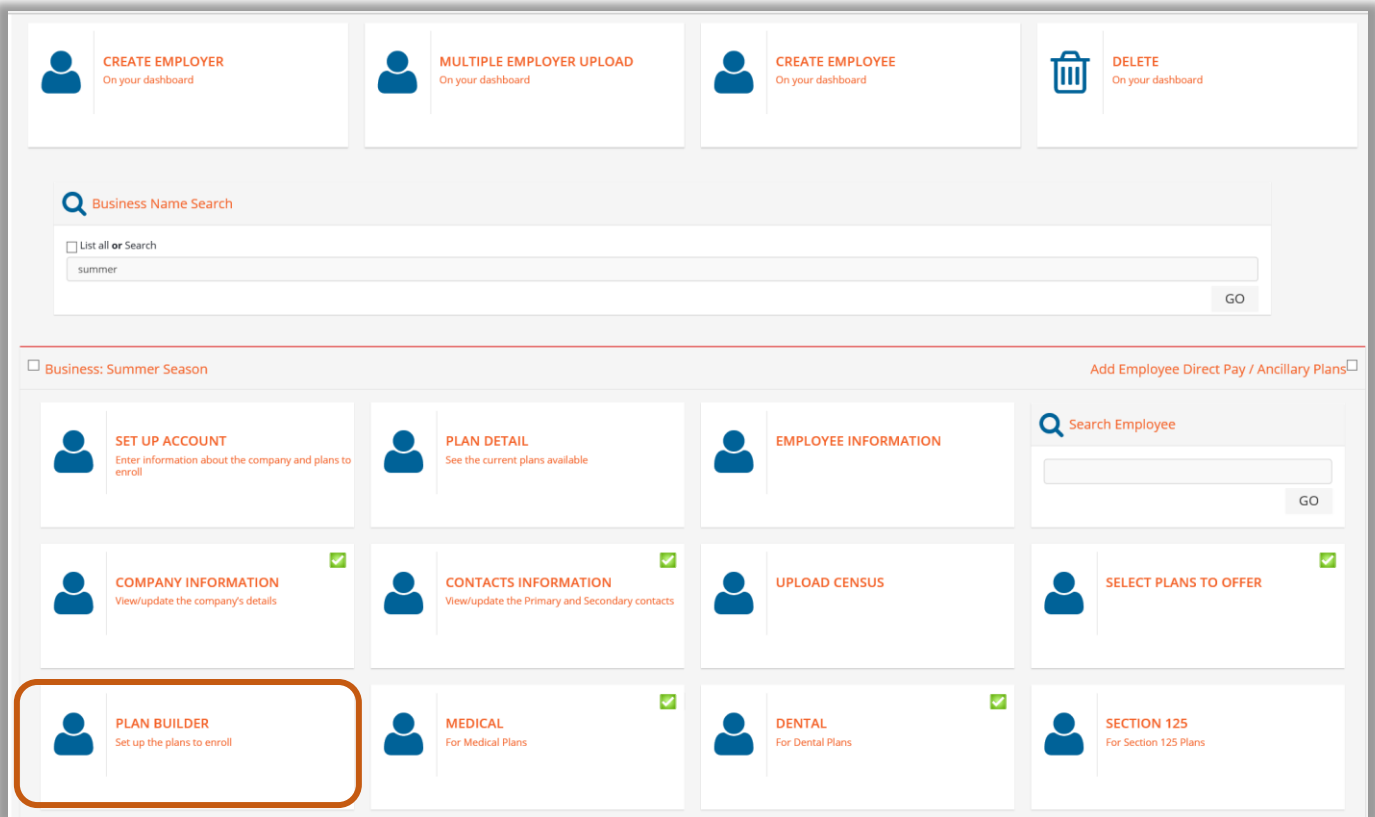 CREATE EMPLOYER
On your dashboard
MULTIPLE EMPLOYER UPLOAD
On your dashboard
CREATE EMPLOYEE
On your dashboard
DELETE
On your dashboard
Business Name Search
List all or Search
summer
GO
Business: Summer Season
Add Employee Direct Pay / Ancillary Plans
SET UP ACCOUNT
Enter information about the company and plans to
enroll
PLAN DETAIL
See the current plans available
EMPLOYEE INFORMATION
Search Employee
GO
COMPANY INFORMATION
View/update the company's details
CONTACTS INFORMATION
View/update the Primary and Secondary contacts
UPLOAD CENSUS
SELECT PLANS TO OFFER
PLAN BUILDER
Set up the plans to enroll
MEDICAL
For Medical Plans
DENTAL
For Dental Plans
SECTION 125
For Section 125 Plans